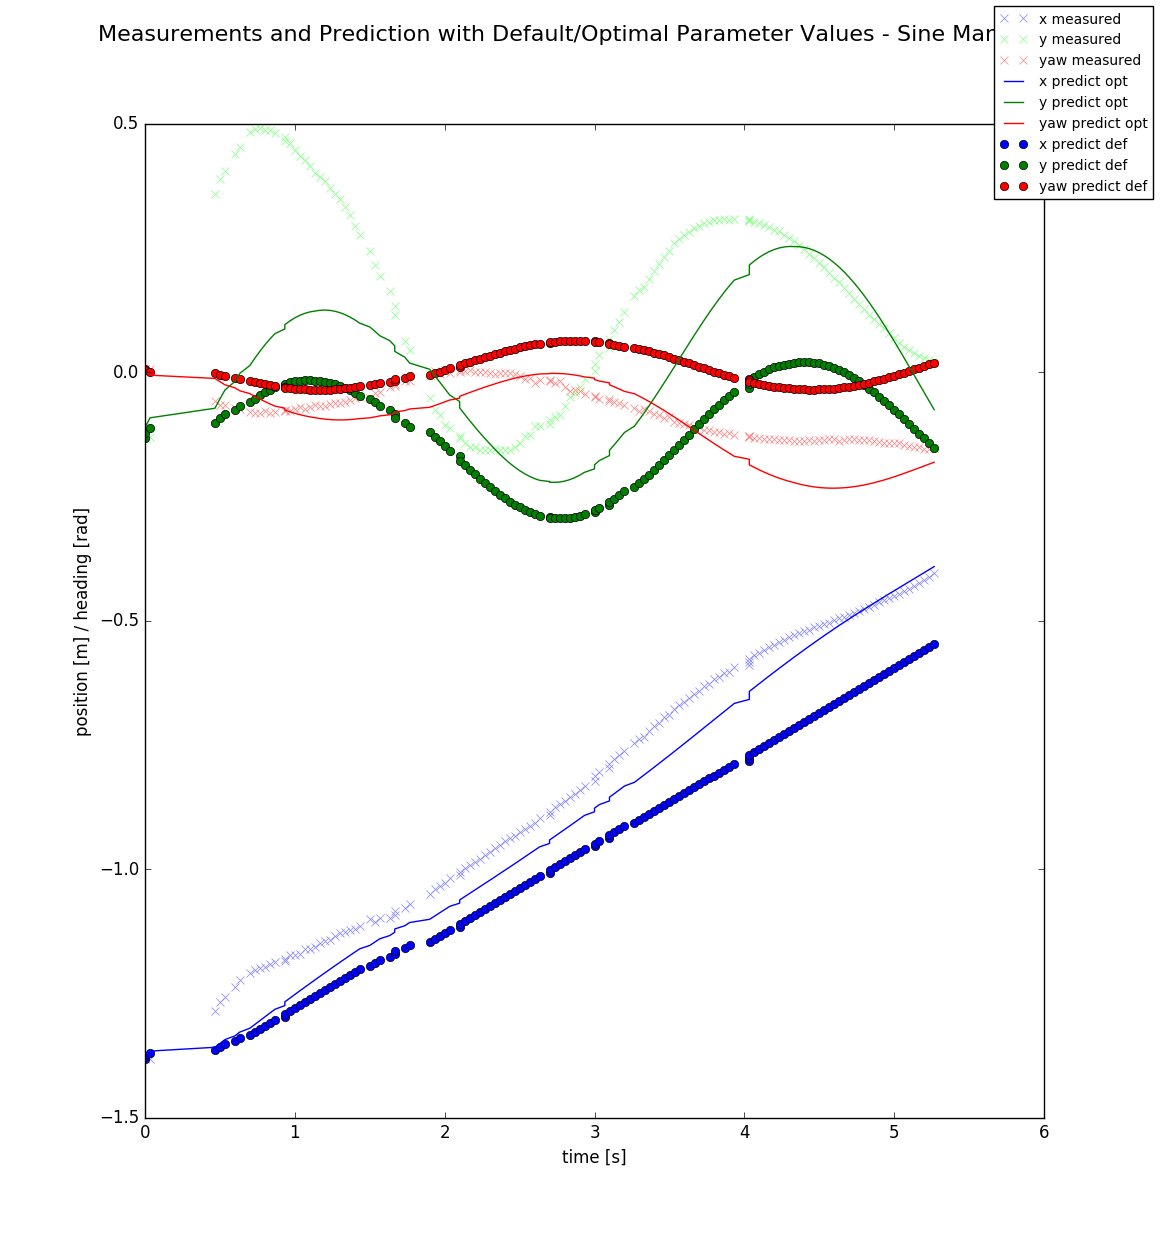 Measurements and Prediction with Default/Optimal Parameter Values - Sine
x measured
y measured
yaw measured
x predict opt
y predict opt
yaw predict opt
x predict def
y predict def
yaw predict def
0.5
0.0
−0.5
−1.0
−1.5
position [m] / heading [rad]
0 1 2 3 4 5 6
time [s]